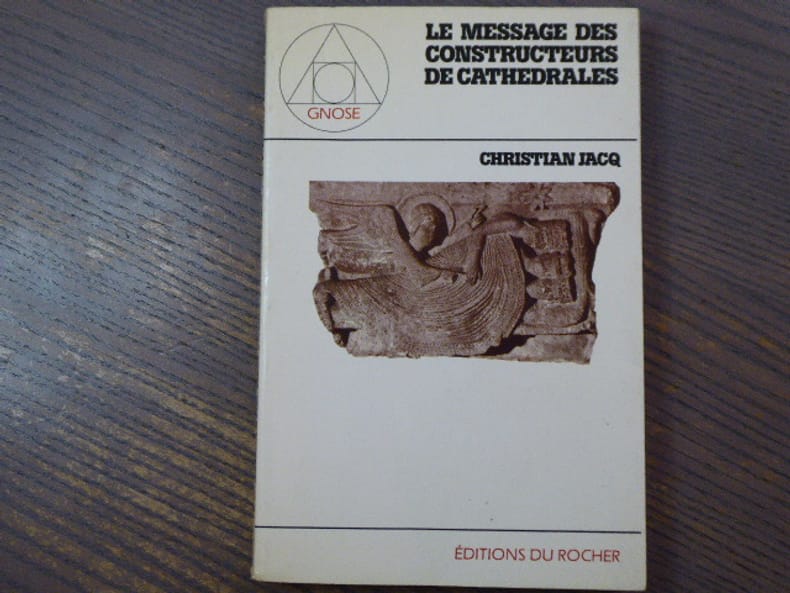 LE MESSAGE DES
CONSTRUCTEURS
DE CATHEDRALES
GNOSE
CHRISTIAN JACQ
ÉDITIONS DU ROCHER